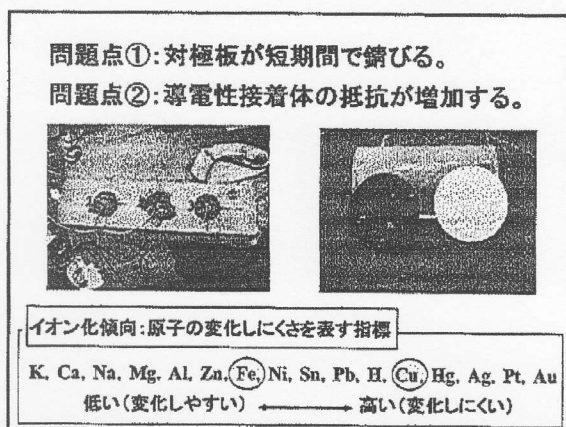 問題点①:対極板が短期間で錆びる。
問題点②:導電性接着体の抵抗が増加する。
イオン化傾向:原子の変化しにくさを表す指標
K, Ca, Na, Mg, Al, Zn, Fe, Ni, Sn, Pb, H, Cu, Hg, Ag, Pt, Au
低い(変化しやすい) ←→ 高い(変化しにくい)